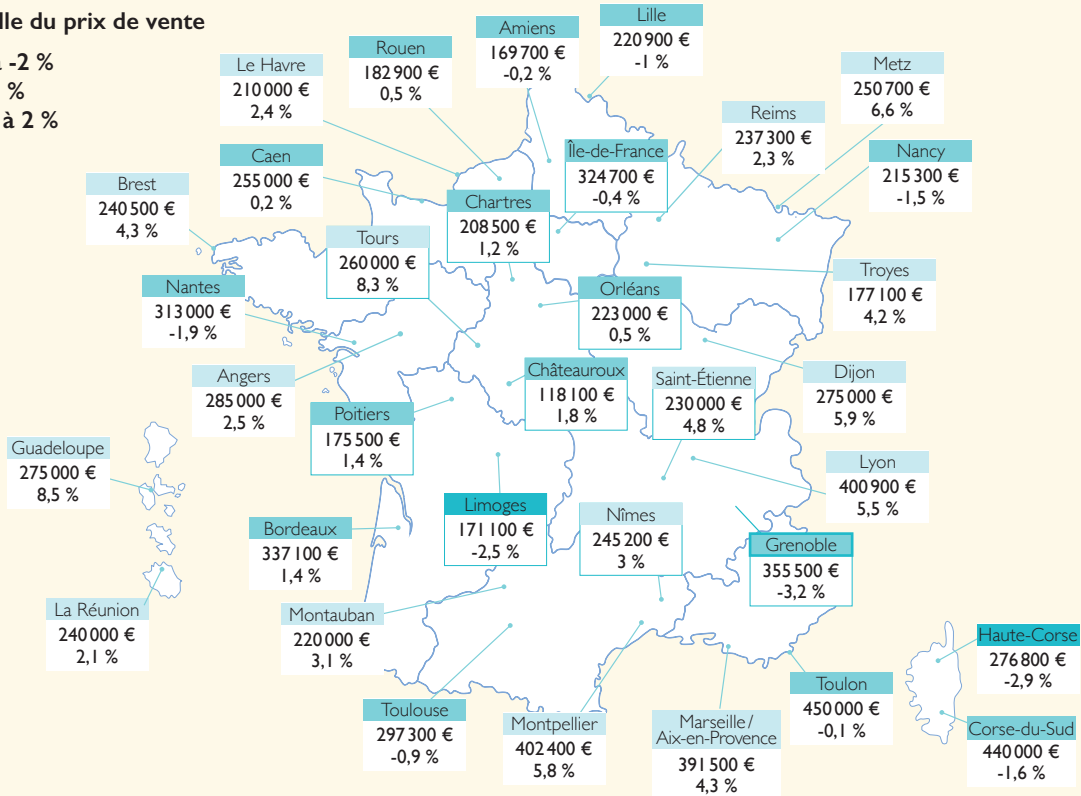 lle du prix de vente
-2 %
%
à 2 %
Lille
220 900 €
-1 %
Amiens
169 700 €
-0,2 %
Rouen
182 900 €
0,5 %
Le Havre
210 000 €
2,4 %
Metz
250 700 €
6,6 %
Reims
237 300 €
2,3 %
Nancy
215 300 €
-1,5 %
Île-de-France
324 700 €
-0,4 %
Caen
255 000 €
0,2 %
Brest
240 500 €
4,3 %
Chartres
208 500 €
1,2 %
Tours
260 000 €
8,3 %
Troyes
177 100 €
4,2 %
Nantes
313 000 €
-1,9 %
Orléans
223 000 €
0,5 %
Angers
285 000 €
2,5 %
Châteauroux
118 100 €
1,8 %
Saint-Étienne
230 000 €
4,8 %
Dijon
275 000 €
5,9 %
Poitiers
175 500 €
1,4 %
Guadeloupe
275 000 €
8,5 %
Lyon
400 900 €
5,5 %
Limoges
171 100 €
-2,5 %
Nîmes
245 200 €
3 %
Bordeaux
337 100 €
1,4 %
Grenoble
355 500 €
-3,2 %
La Réunion
240 000 €
2,1 %
Montauban
220 000 €
3,1 %
Haute-Corse
276 800 €
-2,9 %
Toulon
450 000 €
-0,1 %
Toulouse
297 300 €
-0,9 %
Montpellier
402 400 €
5,8 %
Marseille /
Aix-en-Provence
391 500 €
4,3 %
Corse-du-Sud
440 000 €
-1,6 %